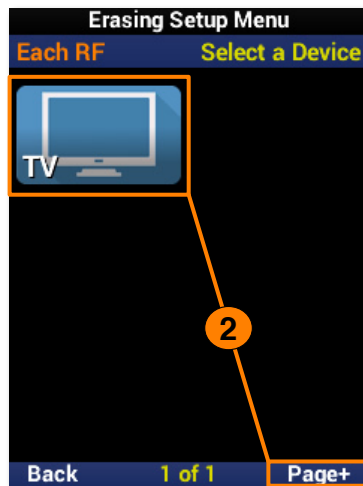 Erasing Setup Menu
Each RF Select a Device
TV
2
Back 1 of 1 Page+